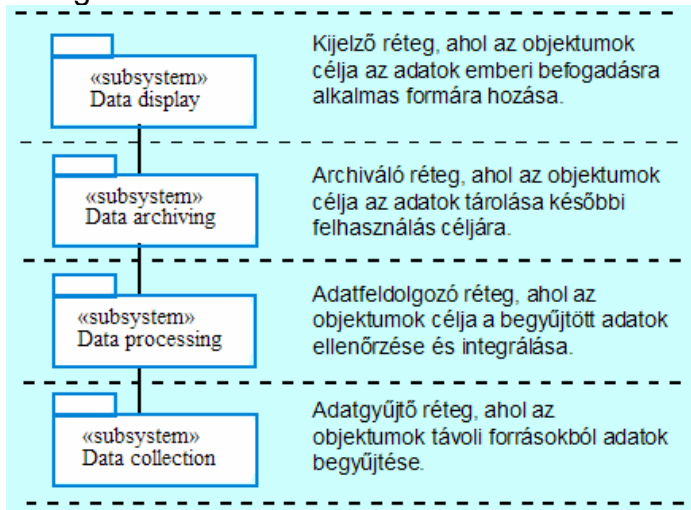 «subsystem»
Data display
Kijelző réteg, ahol az objektumok
célja az adatok emberi befogadásra
alkalmas formára hozása.
«subsystem»
Data archiving
Archiváló réteg, ahol az objektumok
célja az adatok tárolása későbbi
felhasználás céljára.
«subsystem»
Data processing
Adatfeldolgozó réteg, ahol az
objektumok célja a begyűjtött adatok
ellenőrzése és integrálása.
«subsystem»
Data collection
Adatgyűjtő réteg, ahol az
objektumok távoli forrásokból adatok
begyűjtése.